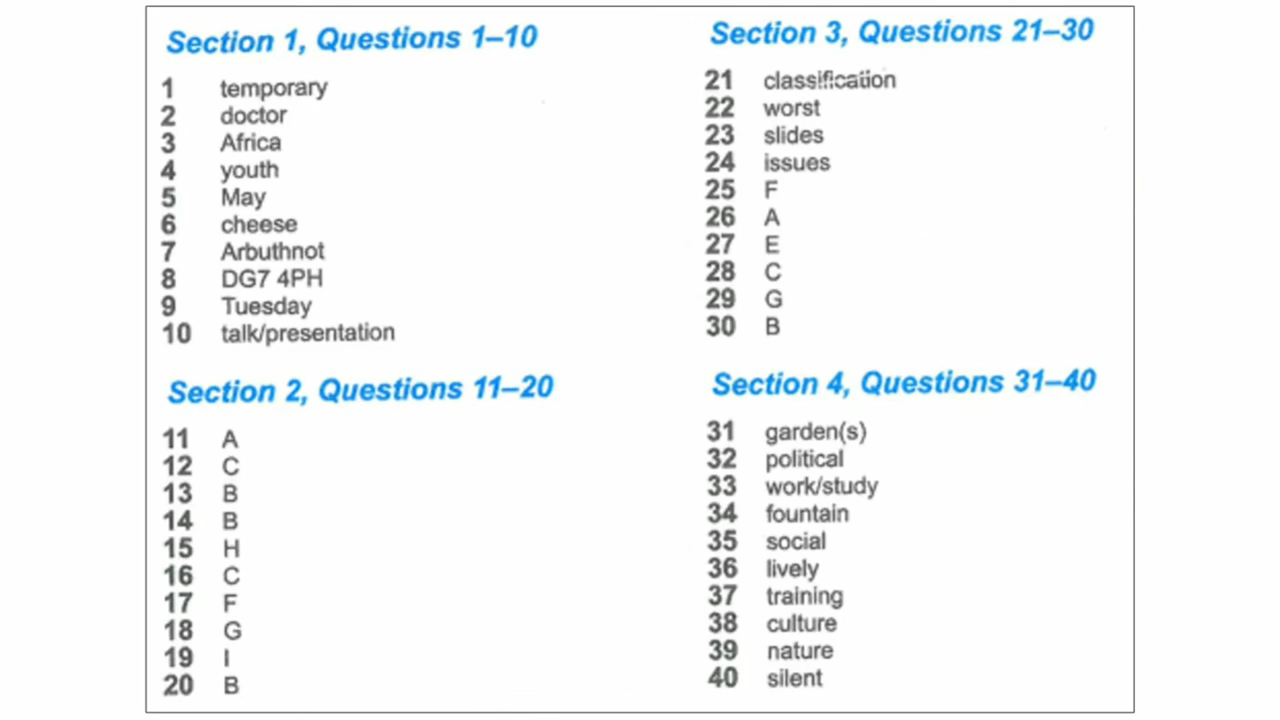 Section 1, Questions 1–10
1 temporary
2 doctor
3 Africa
4 youth
5 May
6 cheese
7 Arbuthnot
8 DG7 4PH
9 Tuesday
10 talk/presentation
Section 2, Questions 11–20
11 A
12 C
13 B
14 B
15 H
16 C
17 F
18 G
19 I
20 B
Section 3, Questions 21–30
21 classification
22 worst
23 slides
24 issues
25 F
26 A
27 E
28 C
29 G
30 B
Section 4, Questions 31–40
31 garden(s)
32 political
33 work/study
34 fountain
35 social
36 lively
37 training
38 culture
39 nature
40 silent